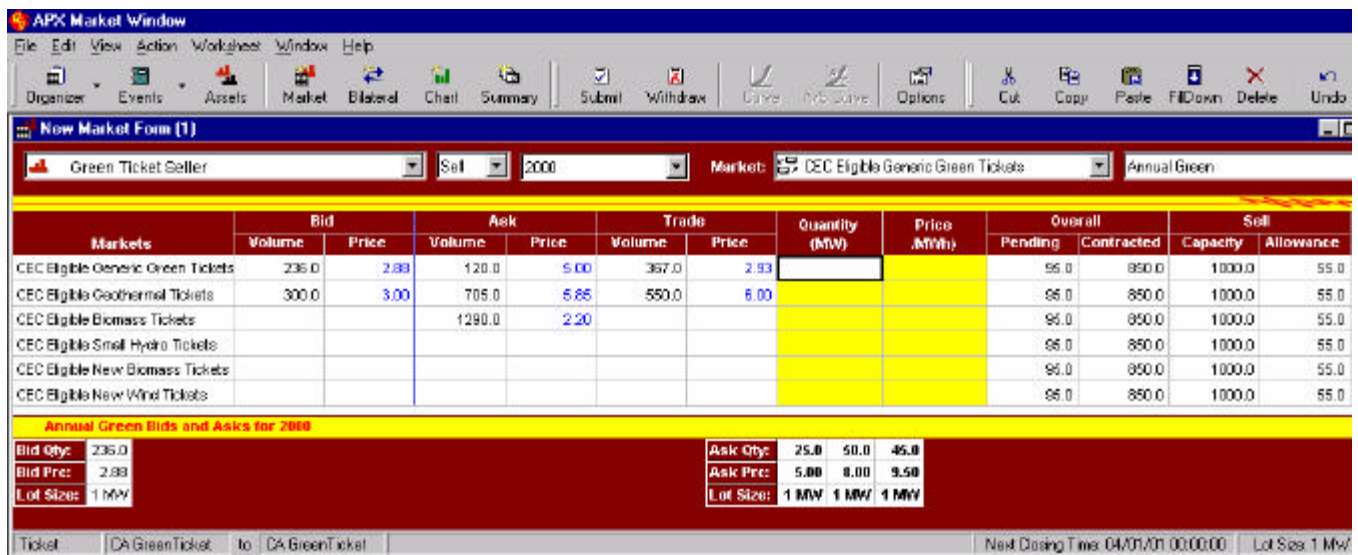 APX Market Window
File Edit View Action Worksheet Window Help
Organizer Events Assets Market Bilateral Chart Summary Submit Withdraw Curve Options Cut Copy Paste FillDown Delete Undo
New Market Form (1)
Green Ticket Seller Sell 2000 Market: CEC Eligible Generic Green Tickets Annual Green
Bid Ask Trade Quantity Price Overall Sell
Markets Volume Price Volume Price Volume Price (MW) /MWh) Pending Contracted Capacity Allowance
CEC Eligible Generic Green Tickets 236.0 2.88 120.0 5.00 367.0 2.93 95.0 850.0 1000.0 55.0
CEC Eligible Geothermal Tickets 300.0 3.00 705.0 5.85 550.0 6.00 95.0 850.0 1000.0 55.0
CEC Eligible Biomass Tickets 1290.0 2.20 95.0 850.0 1000.0 55.0
CEC Eligible Small Hydro Tickets 95.0 850.0 1000.0 55.0
CEC Eligible New Biomass Tickets 95.0 850.0 1000.0 55.0
CEC Eligible New Wind Tickets 95.0 850.0 1000.0 55.0
Annual Green Bids and Asks for 2000
Bid Qty: 236.0 Ask Qty: 25.0 50.0 45.0
Bid Prc: 2.88 Ask Prc: 5.00 8.00 9.50
Lot Size: 1 MW Lot Size: 1 MW 1 MW 1 MW
Ticket CA GreenTicket to CA GreenTicket Next Closing Time: 04/01/01 00:00:00 Lot Size: 1 MW